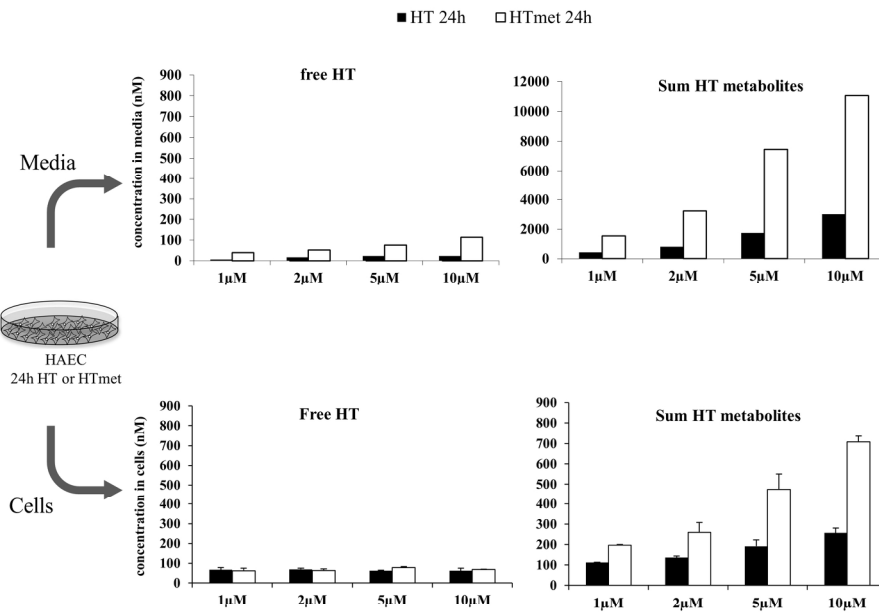 HT 24h HTmet 24h
free HT
concentration in media (nM)
900
800
700
600
500
400
300
200
100
0
1µM 2µM 5µM 10µM
Sum HT metabolites
12000
10000
8000
6000
4000
2000
0
1µM 2µM 5µM 10µM
Media
HAEC
24h HT or HTmet
Cells
Free HT
concentration in cells (nM)
900
800
700
600
500
400
300
200
100
0
1µM 2µM 5µM 10µM
Sum HT metabolites
900
800
700
600
500
400
300
200
100
0
1µM 2µM 5µM 10µM